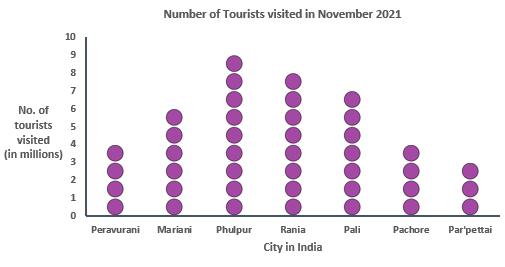 Number of Tourists visited in November 2021
10
9
8
7
6
5
4
3
2
1
0
No. of
tourists
visited
(in millions)
Peravurani Mariani Phulpur Rania Pali Pachore Par'pettai
City in India